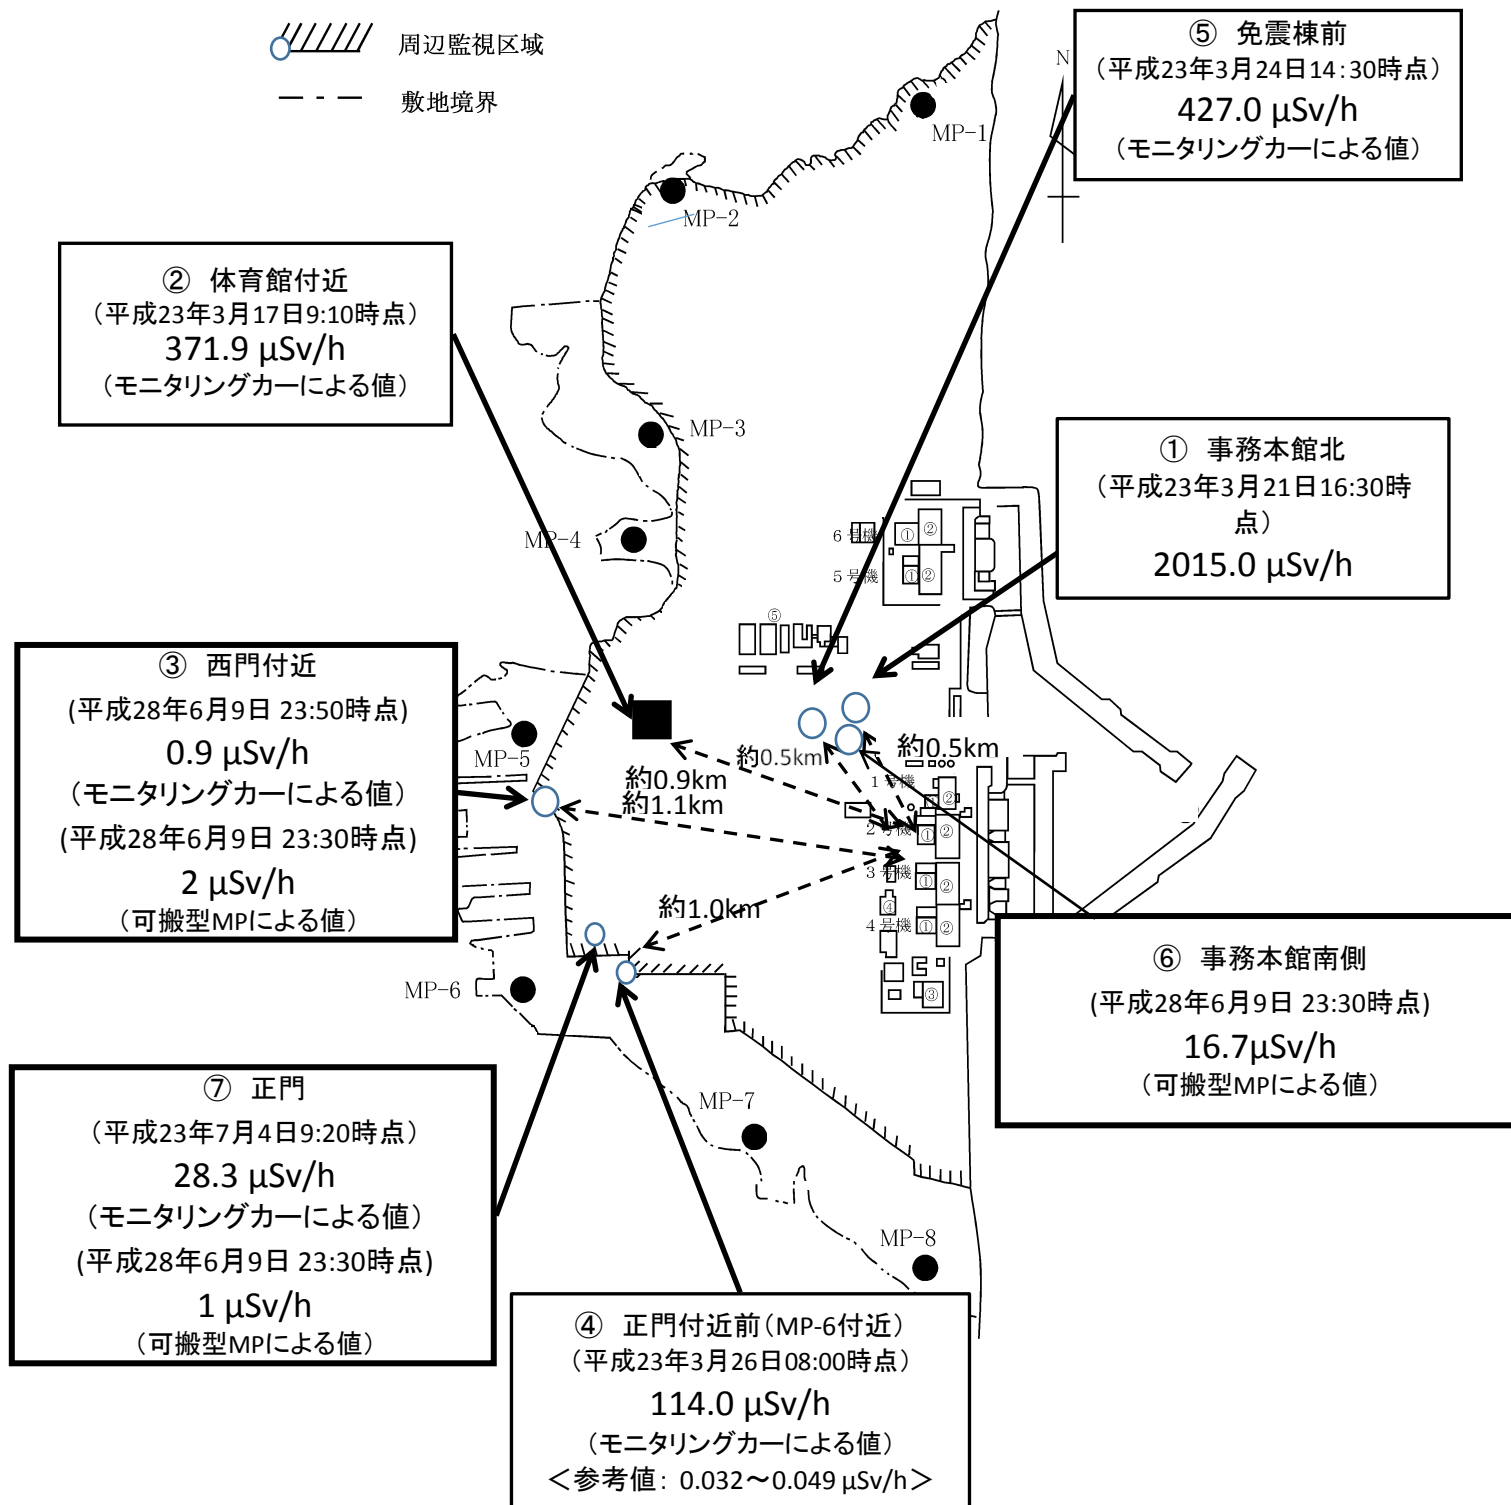 周辺監視区域
敷地境界
⑤ 免震棟前
(平成23年3月24日14:30時点)
427.0 μSv/h
(モニタリングカーによる値)
N
MP-1
MP-2
② 体育館付近
(平成23年3月17日9:10時点)
371.9 μSv/h
(モニタリングカーによる値)
MP-3
① 事務本館北
(平成23年3月21日16:30時
点)
2015.0 μSv/h
MP-4
6号機
① ②
5号機
① ②
⑤
③ 西門付近
(平成28年6月9日 23:50時点)
0.9 μSv/h
(モニタリングカーによる値)
(平成28年6月9日 23:30時点)
2 μSv/h
(可搬型MPによる値)
MP-5
約0.5km
約0.5km
約0.9km
約1.1km
1号機
① ②
2号機
① ②
3号機
① ②
④
4号機
① ②
約1.0km
③
MP-6
⑥ 事務本館南側
(平成28年6月9日 23:30時点)
16.7μSv/h
(可搬型MPによる値)
⑦ 正門
(平成23年7月4日9:20時点)
28.3 μSv/h
(モニタリングカーによる値)
(平成28年6月9日 23:30時点)
1 μSv/h
(可搬型MPによる値)
MP-7
MP-8
④ 正門付近前(MP-6付近)
(平成23年3月26日08:00時点)
114.0 μSv/h
(モニタリングカーによる値)
<参考値: 0.032~0.049 μSv/h>